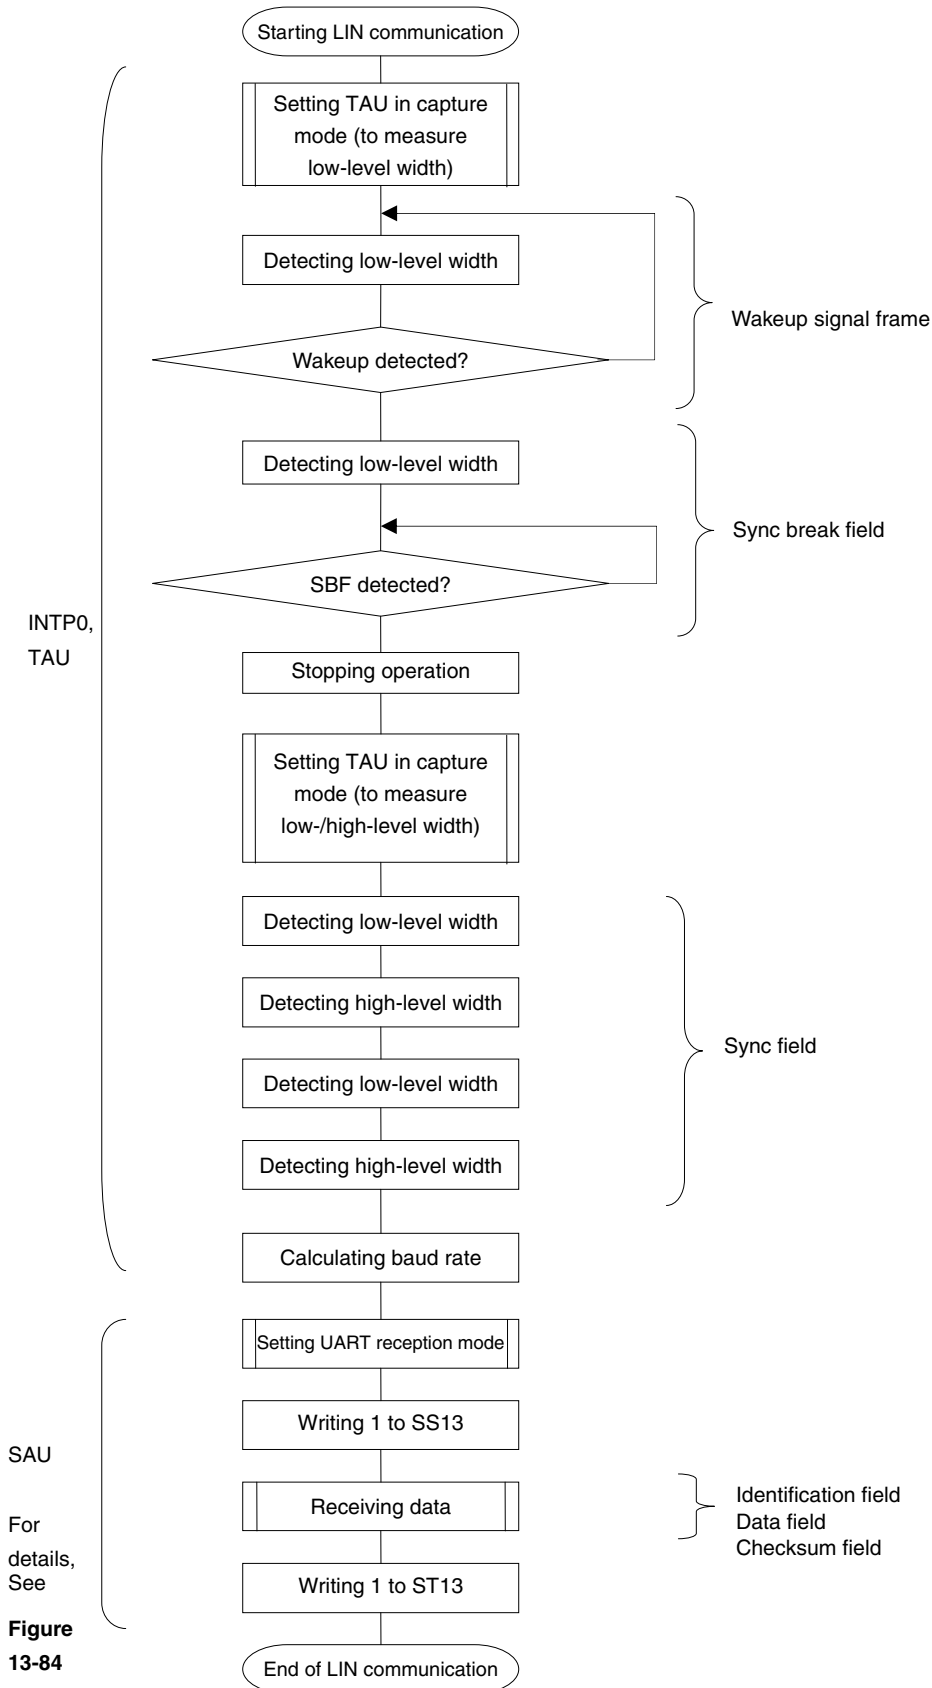 Starting LIN communication
Setting TAU in capture
mode (to measure
low-level width)
Detecting low-level width
Wakeup detected?
Wakeup signal frame
Detecting low-level width
SBF detected?
Sync break field
INTP0,
TAU
Stopping operation
Setting TAU in capture
mode (to measure
low-/high-level width)
Detecting low-level width
Detecting high-level width
Detecting low-level width
Detecting high-level width
Sync field
Calculating baud rate
Setting UART reception mode
Writing 1 to SS13
Receiving data
Identification field
Data field
Checksum field
Writing 1 to ST13
SAU
For
details,
See
Figure
13-84
End of LIN communication